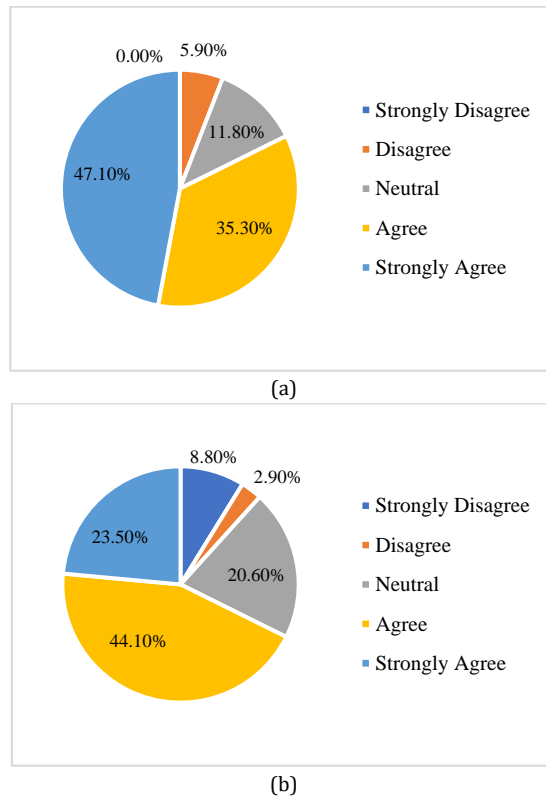 0.00%
5.90%
11.80%
47.10%
35.30%
Strongly Disagree
Disagree
Neutral
Agree
Strongly Agree
(a)
8.80%
2.90%
23.50%
20.60%
44.10%
Strongly Disagree
Disagree
Neutral
Agree
Strongly Agree
(b)